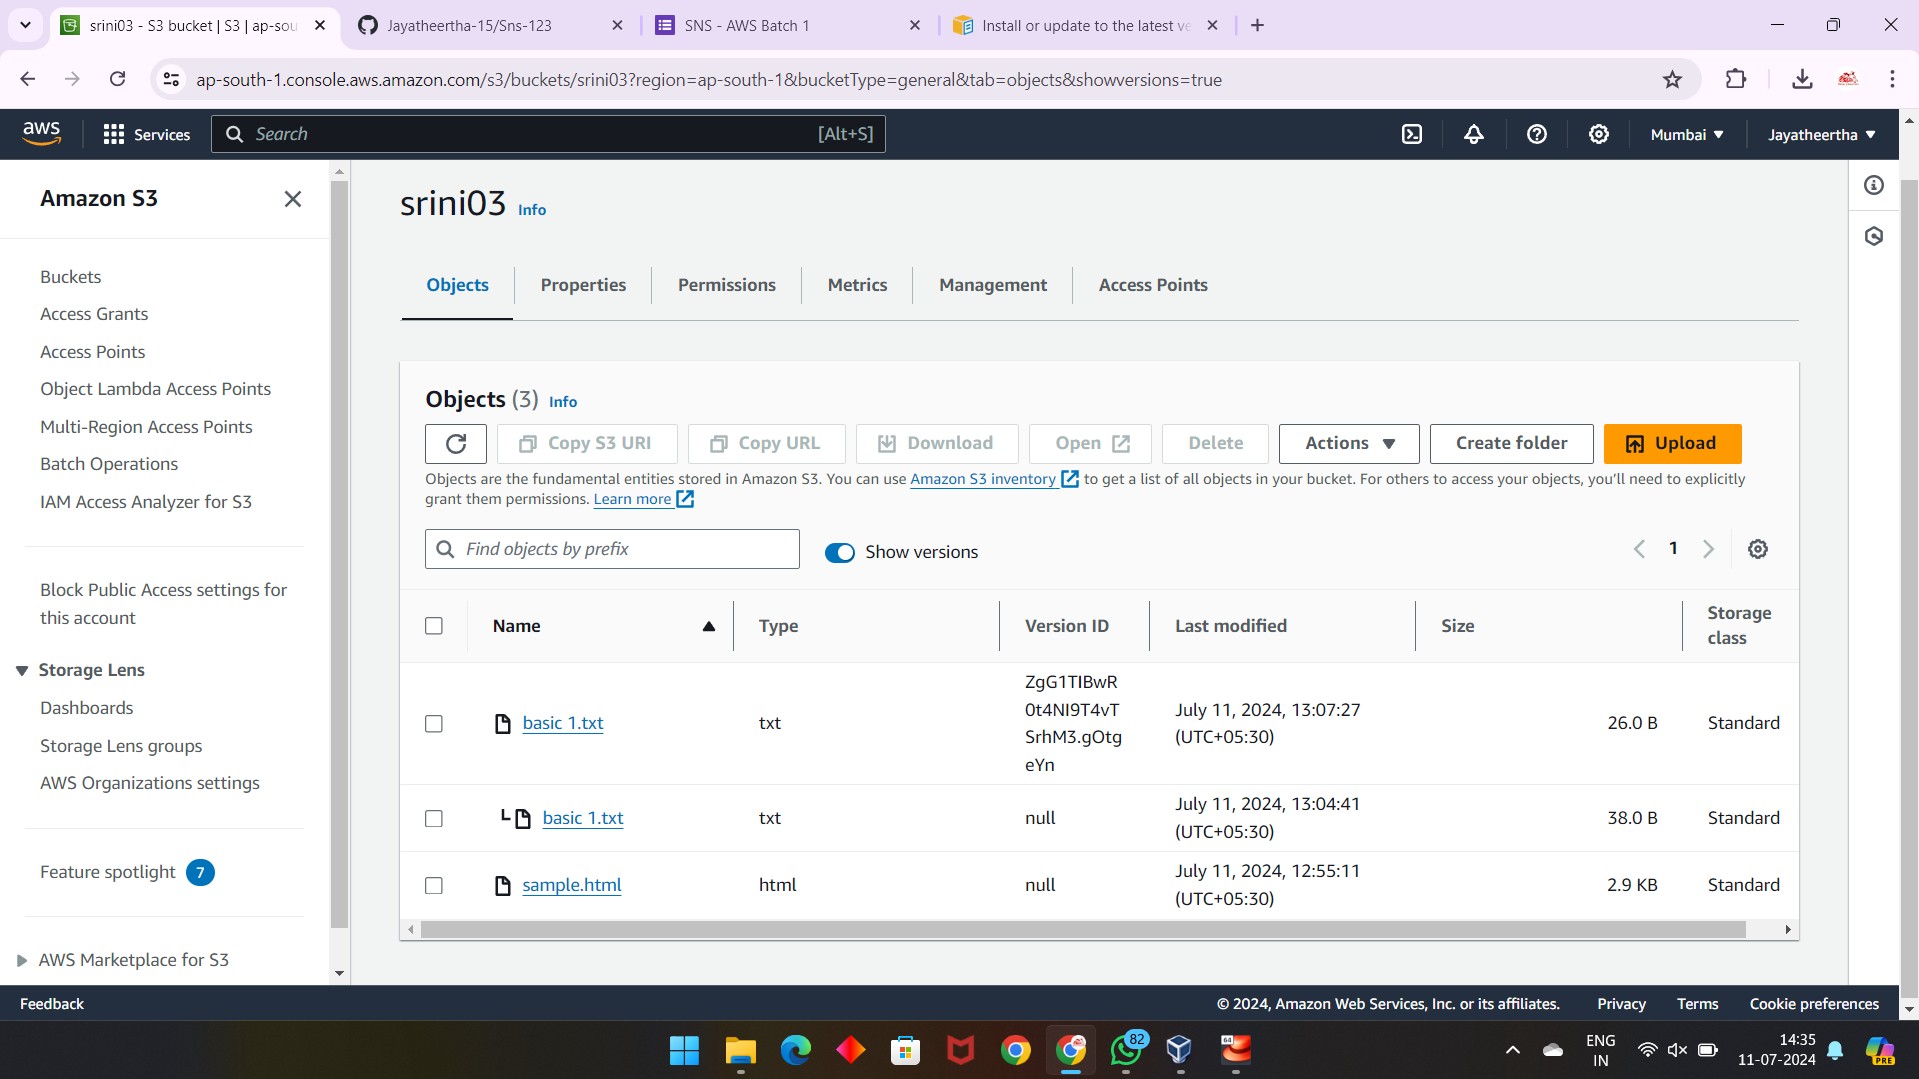 srini03 - S3 bucket | S3 | ap-sou
Jayatheertha-15/Sns-123
SNS - AWS Batch 1
Install or update to the latest ve
ap-south-1.console.aws.amazon.com/s3/buckets/srini03?region=ap-south-1&bucketType=general&tab=objects&showversions=true
aws
Services
Search
[Alt+S]
Mumbai
Jayatheertha
Amazon S3
Buckets
Access Grants
Access Points
Object Lambda Access Points
Multi-Region Access Points
Batch Operations
IAM Access Analyzer for S3
Block Public Access settings for
this account
Storage Lens
Dashboards
Storage Lens groups
AWS Organizations settings
Feature spotlight 7
AWS Marketplace for S3
srini03 Info
Objects
Properties
Permissions
Metrics
Management
Access Points
Objects (3) Info
Copy S3 URI
Copy URL
Download
Open
Delete
Actions
Create folder
Upload
Objects are the fundamental entities stored in Amazon S3. You can use Amazon S3 inventory to get a list of all objects in your bucket. For others to access your objects, you'll need to explicitly
grant them permissions. Learn more
Find objects by prefix
Show versions
1
Name
Type
Version ID
Last modified
Size
Storage
class
basic 1.txt
txt
ZgG1TIBwR
0t4NI9T4vT
SrhM3.gOtg
eYn
July 11, 2024, 13:07:27
(UTC+05:30)
26.0 B
Standard
basic 1.txt
txt
null
July 11, 2024, 13:04:41
(UTC+05:30)
38.0 B
Standard
sample.html
html
null
July 11, 2024, 12:55:11
(UTC+05:30)
2.9 KB
Standard
Feedback
© 2024, Amazon Web Services, Inc. or its affiliates.
Privacy
Terms
Cookie preferences
82
64
ENG
IN
14:35
11-07-2024
PRE